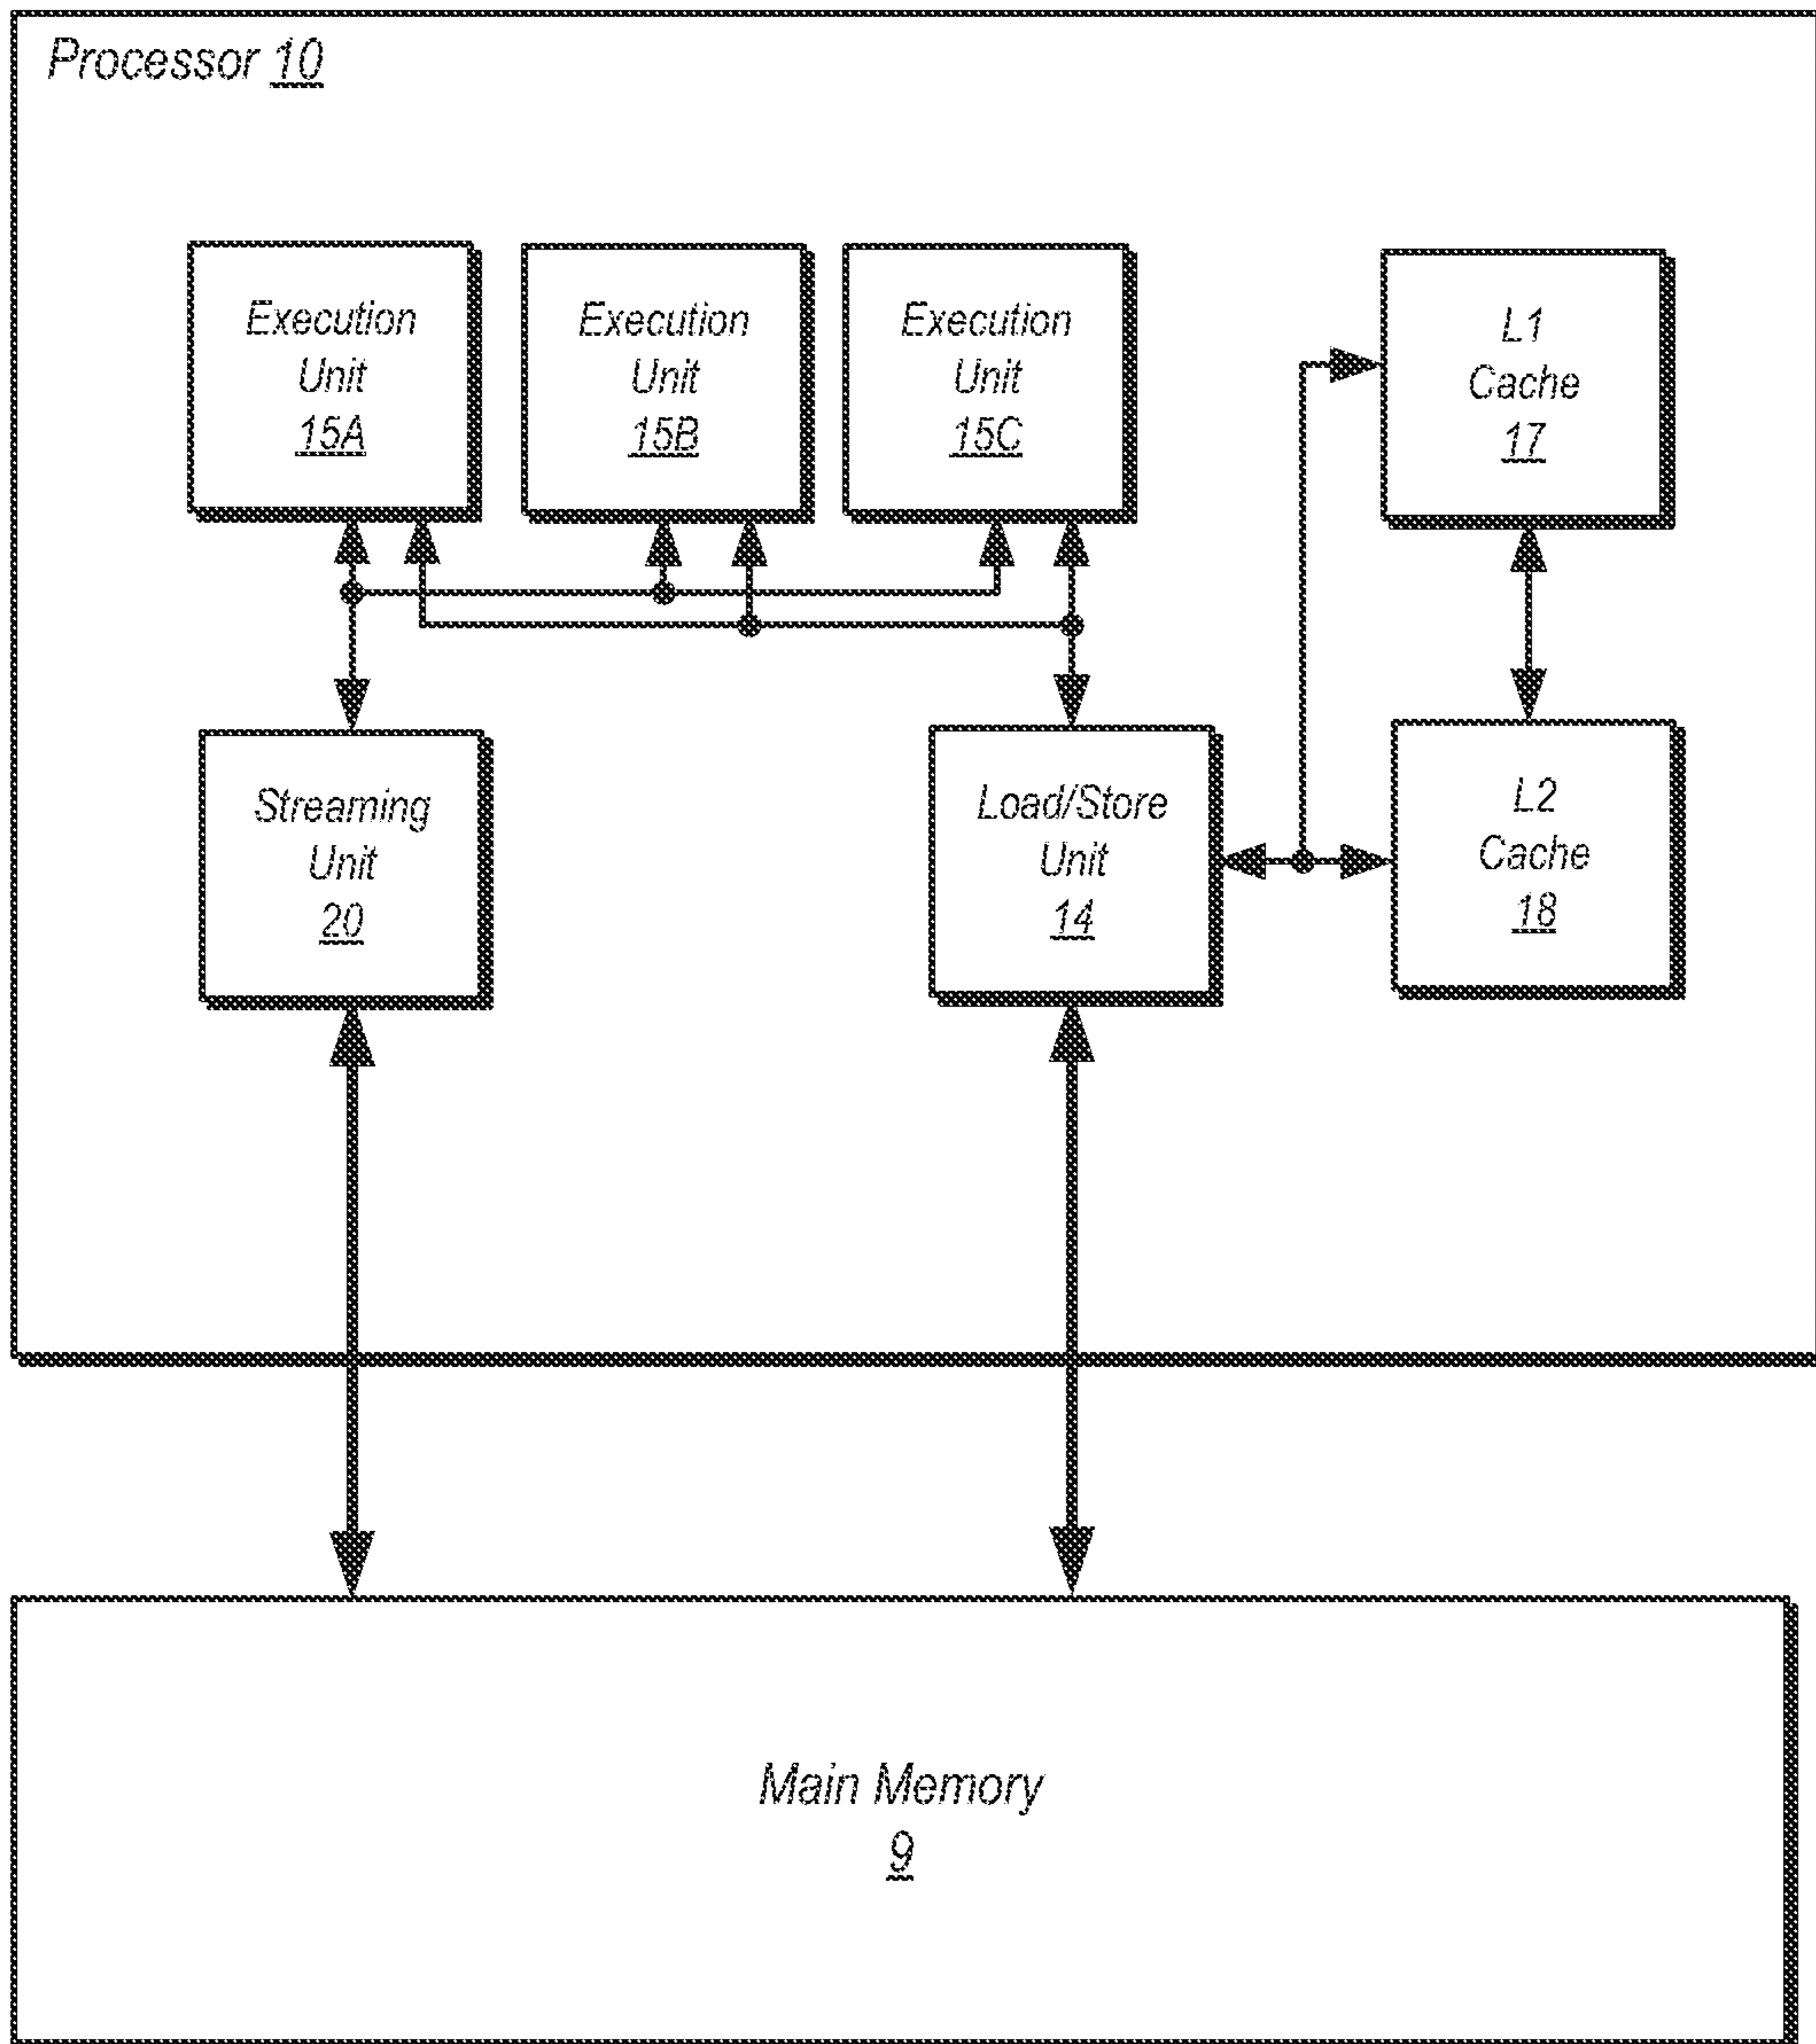 Processor 10
Execution
Unit
15A
Execution
Unit
15B
Execution
Unit
15C
L1
Cache
17
Streaming
Unit
20
Load/Store
Unit
14
L2
Cache
18
Main Memory
9